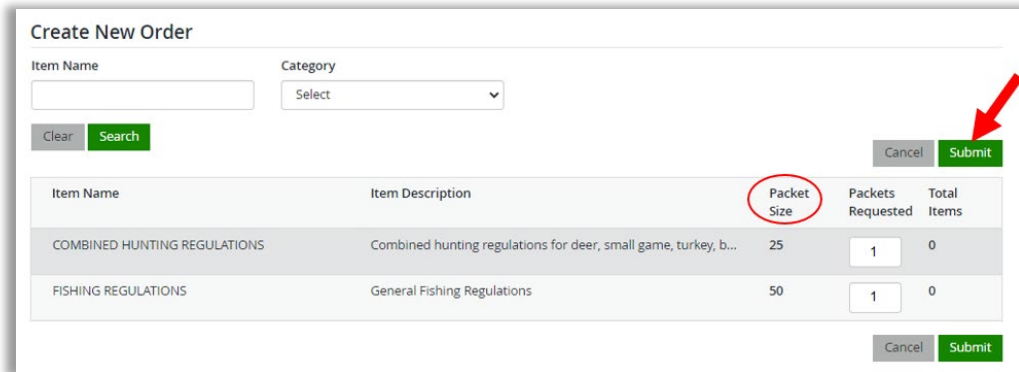 Create New Order
Item Name Category
Select
Clear Search
Cancel Submit
Item Name Item Description Packet Size Packets Requested Total Items
COMBINED HUNTING REGULATIONS Combined hunting regulations for deer, small game, turkey, b... 25 1 0
FISHING REGULATIONS General Fishing Regulations 50 1 0
Cancel Submit